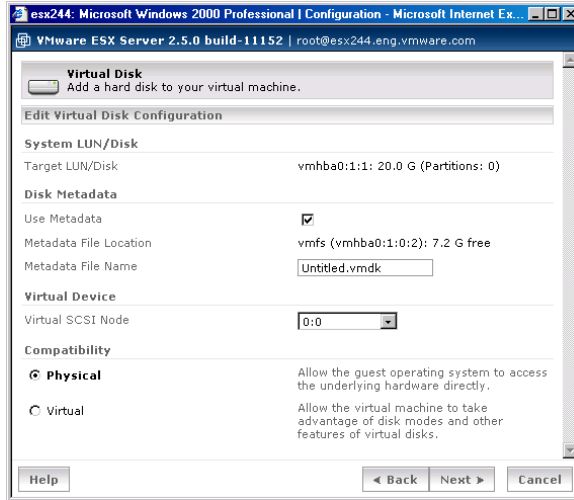 esx244: Microsoft Windows 2000 Professional | Configuration - Microsoft Internet Ex...
VMware ESX Server 2.5.0 build-11152 | root@esx244.eng.vmware.com
Virtual Disk
Add a hard disk to your virtual machine.
Edit Virtual Disk Configuration
System LUN/Disk
Target LUN/Disk vmhba0:1:1: 20.0 G (Partitions: 0)
Disk Metadata
Use Metadata
Metadata File Location vmfs (vmhba0:1:0:2): 7.2 G free
Metadata File Name Untitled.vmdk
Virtual Device
Virtual SCSI Node 0:0
Compatibility
Physical Allow the guest operating system to access
the underlying hardware directly.
Virtual Allow the virtual machine to take
advantage of disk modes and other
features of virtual disks.
Help ◄ Back Next ► Cancel